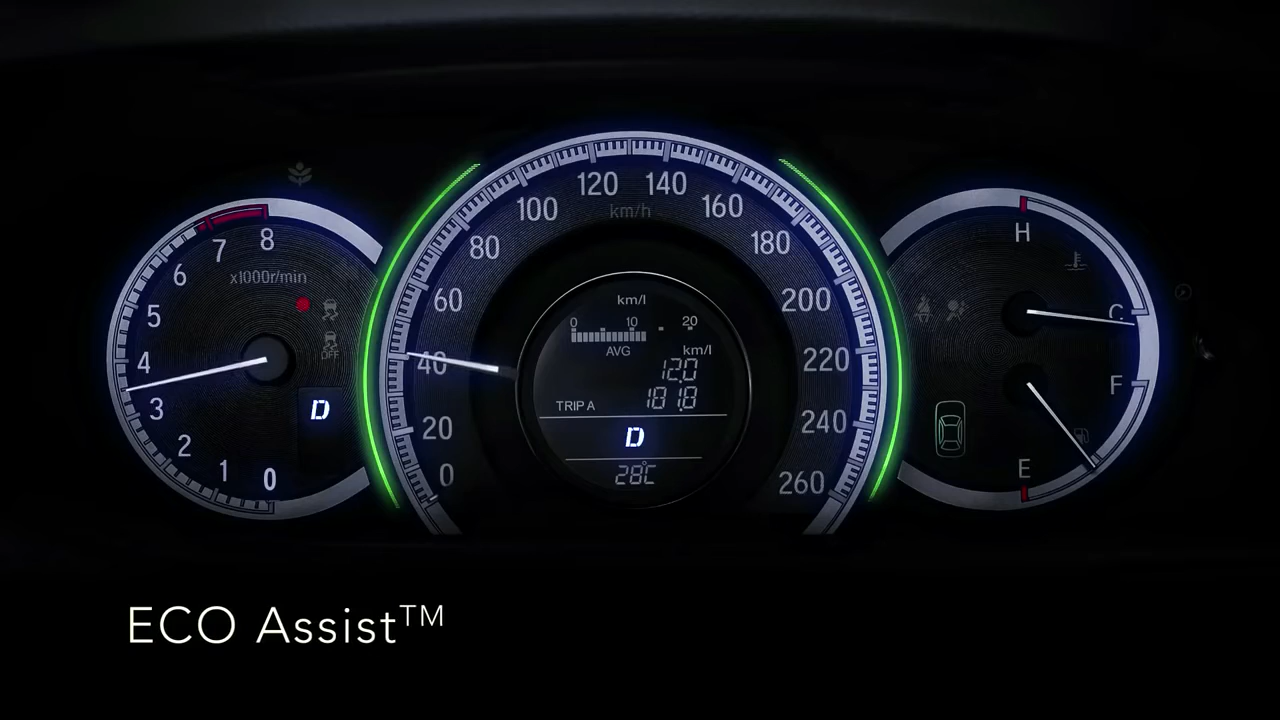 120 140
100 km/h 160
80 180
60 200
40 220
20 240
0 260
8
7
6 x1000r/min
5
4
3
2
1 0
OFF
D
km/l
0 10 20
AVG km/l
12.0
TRIP A 181.8
D
28°C
H
C
F
E
ECO Assist™